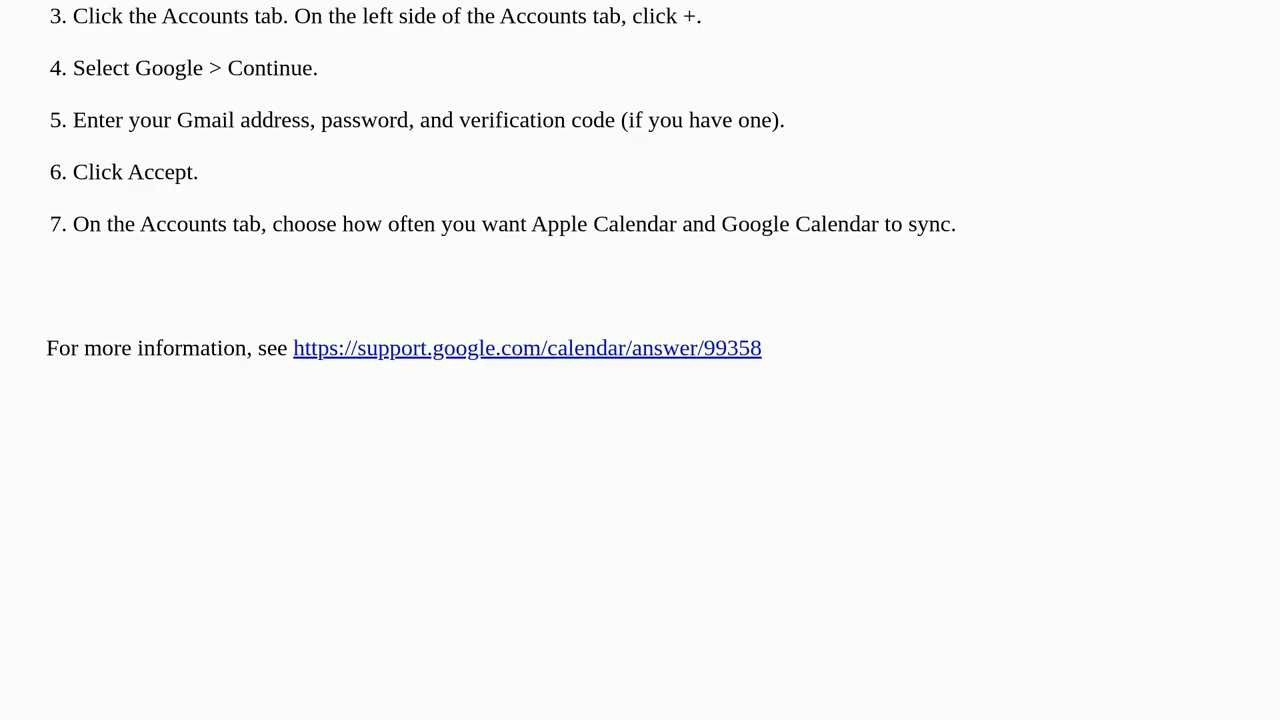 3. Click the Accounts tab. On the left side of the Accounts tab, click +.
4. Select Google > Continue.
5. Enter your Gmail address, password, and verification code (if you have one).
6. Click Accept.
7. On the Accounts tab, choose how often you want Apple Calendar and Google Calendar to sync.
For more information, see https://support.google.com/calendar/answer/99358